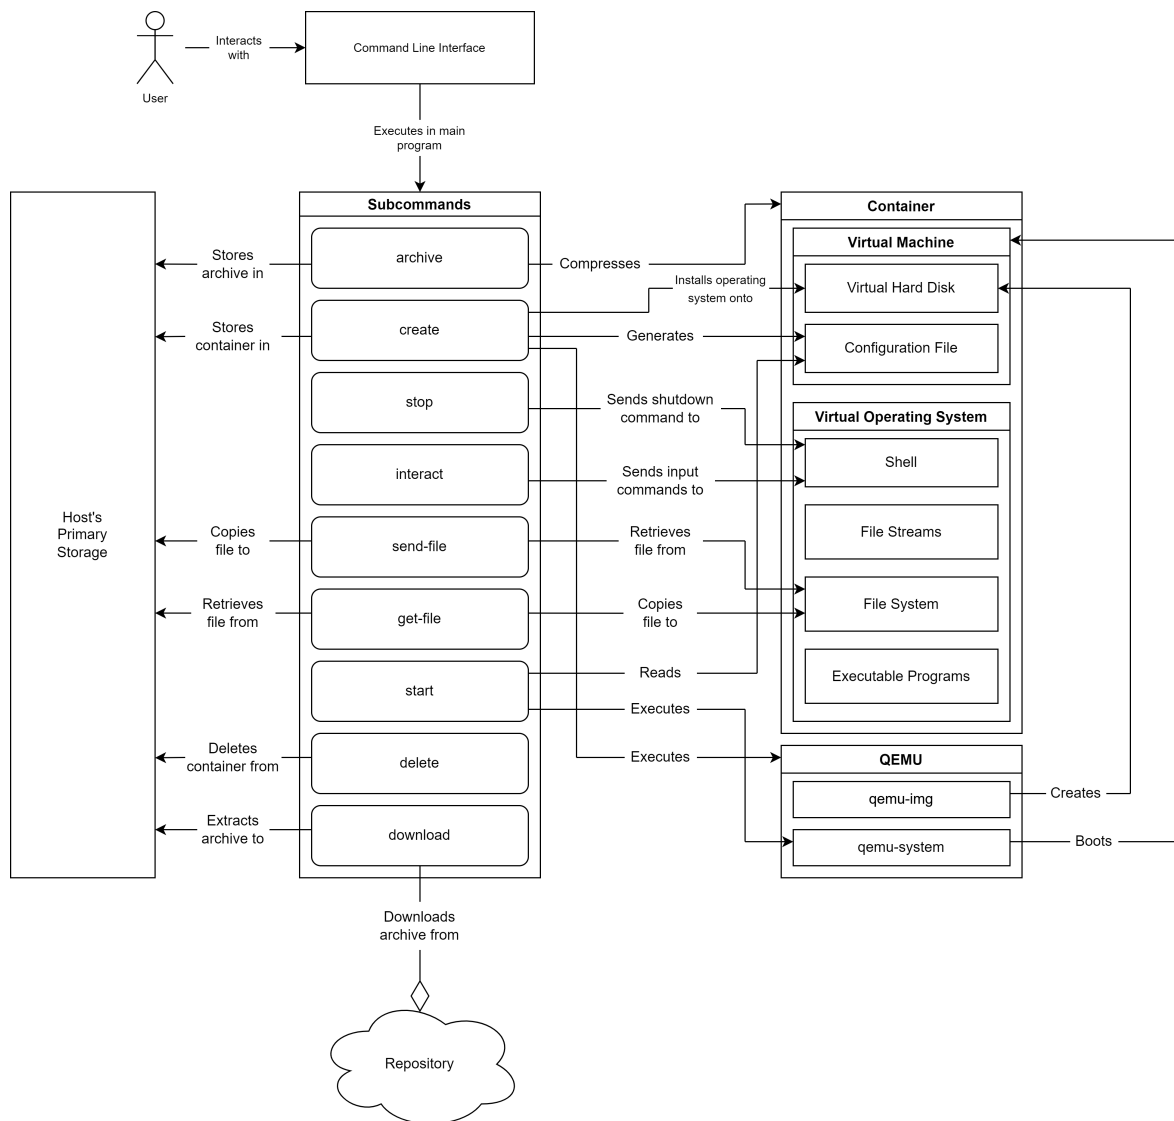 Interacts
with
Command Line Interface
User
Executes in main
program
Subcommands
Container
archive
Stores
archive in
Compresses
Virtual Machine
Installs operating
system onto
Virtual Hard Disk
Stores
container in
create
Generates
Configuration File
stop
Sends shutdown
command to
Virtual Operating System
Shell
interact
Sends input
commands to
Host's
Primary
Storage
Copies
file to
send-file
Retrieves
file from
File Streams
Retrieves
file from
get-file
Copies
file to
File System
start
Reads
Executes
Executable Programs
Deletes
container from
delete
Executes
QEMU
qemu-img
Creates
Extracts
archive to
download
qemu-system
Boots
Downloads
archive from
Repository